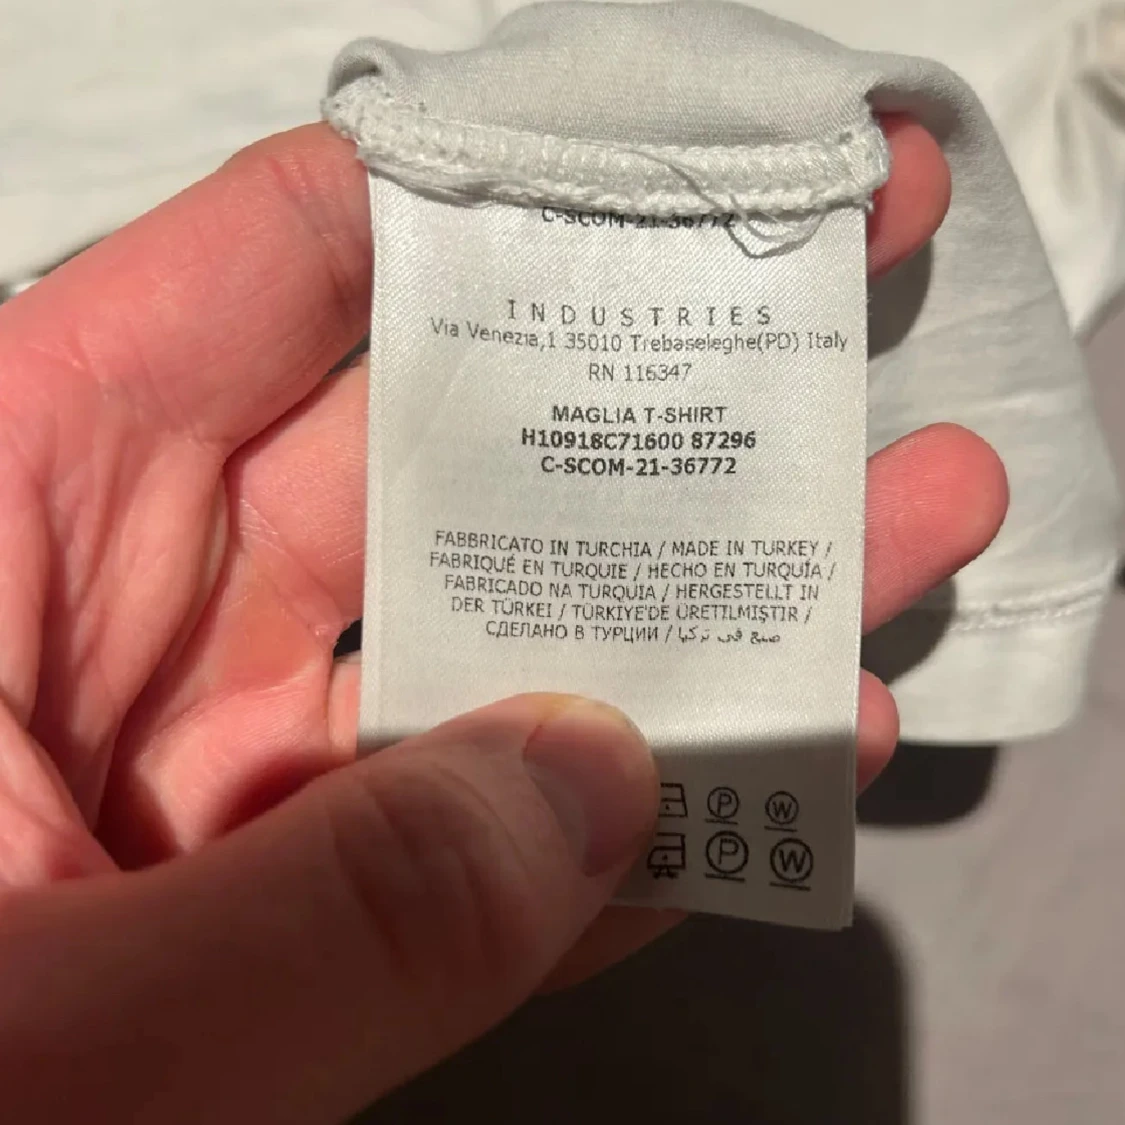 C-SCOM-21-36772
INDUSTRIES
Via Venezia,1 35010 Trebaseleghe(PD) Italy
RN 116347
MAGLIA T-SHIRT
H10918C71600 87296
C-SCOM-21-36772
FABBRICATO IN TURCHIA / MADE IN TURKEY /
FABRIQUÉ EN TURQUIE / HECHO EN TURQUÍA /
FABRICADO NA TURQUIA / HERGESTELLT IN
DER TÜRKEI / TÜRKİYE'DE ÜRETILMIŞTIR /
СДЕЛАНО В ТУРЦИИ / صنع في تركيا
P W
P W